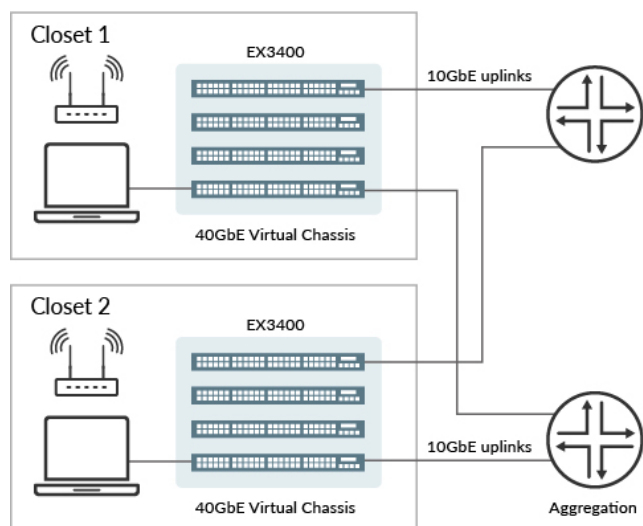 Closet 1
EX3400
10GbE uplinks
40GbE Virtual Chassis
Closet 2
EX3400
10GbE uplinks
40GbE Virtual Chassis
Aggregation